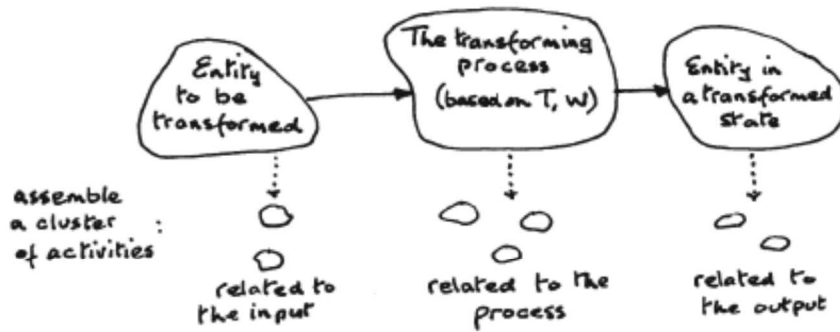 Entity
to be
transformed
The transforming
process
(based on T, W)
Entity in
a transformed
state
assemble
a cluster :
of activities
related to
the input
related to the
process
related to
the output